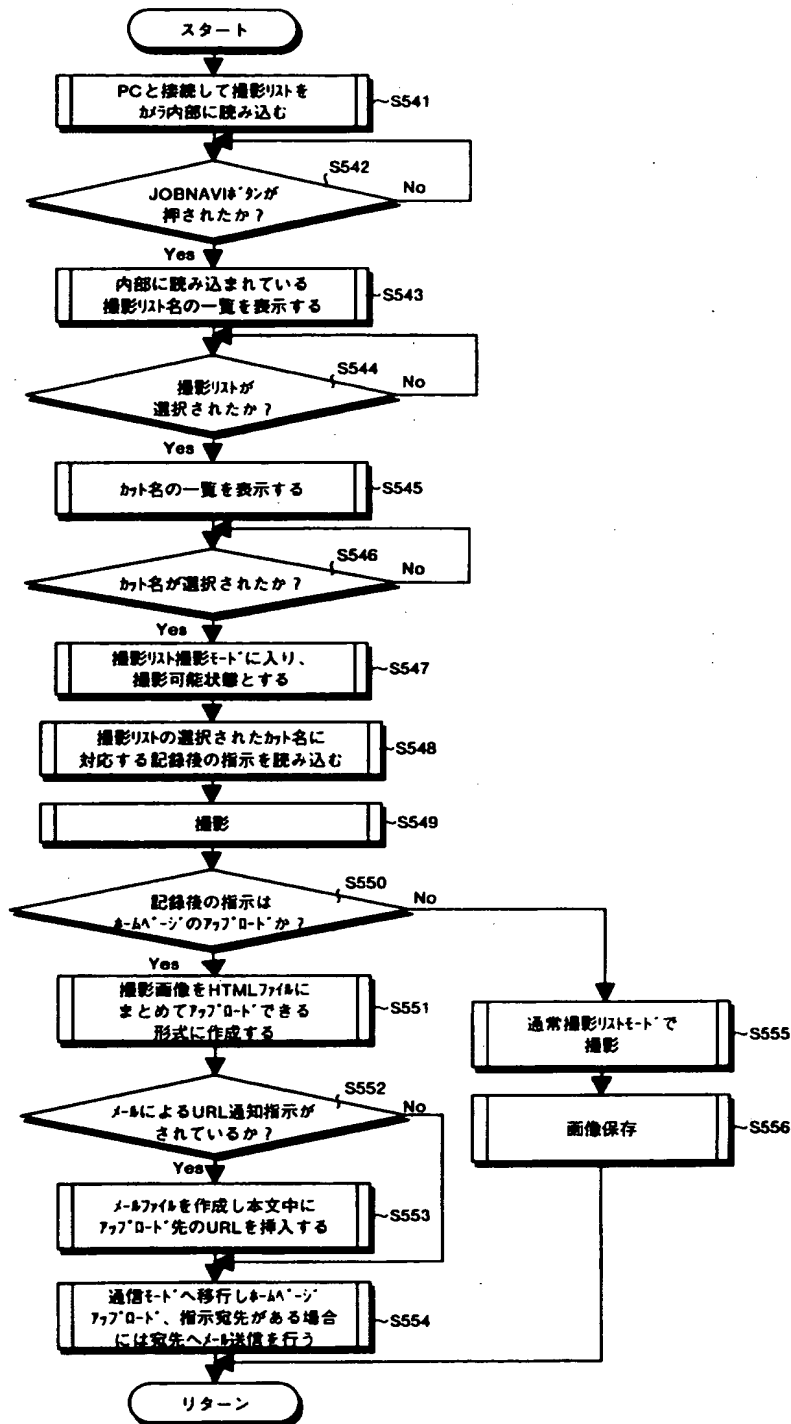 スタート
PCと接続して撮影リストを
カメラ内部に読み込む
S541
S542
JOBNAVIボタンが
押されたか？
No
Yes
内部に読み込まれている
撮影リスト名の一覧を表示する
S543
S544
撮影リストが
選択されたか？
No
Yes
カット名の一覧を表示する
S545
S546
カット名が選択されたか？
No
Yes
撮影リスト撮影モードに入り、
撮影可能状態とする
S547
撮影リストの選択されたカット名に
対応する記録後の指示を読み込む
S548
撮影
S549
S550
記録後の指示は
ホームページのアップロードか？
No
Yes
撮影画像をHTMLファイルに
まとめてアップロードできる
形式に作成する
S551
通常撮影リストモードで
撮影
S555
S552
メールによるURL通知指示が
されているか？
No
Yes
画像保存
S556
メールファイルを作成し本文中に
アップロード先のURLを挿入する
S553
通信モードへ移行しホームページ
アップロード、指示宛先がある場合
には宛先へメール送信を行う
S554
リターン